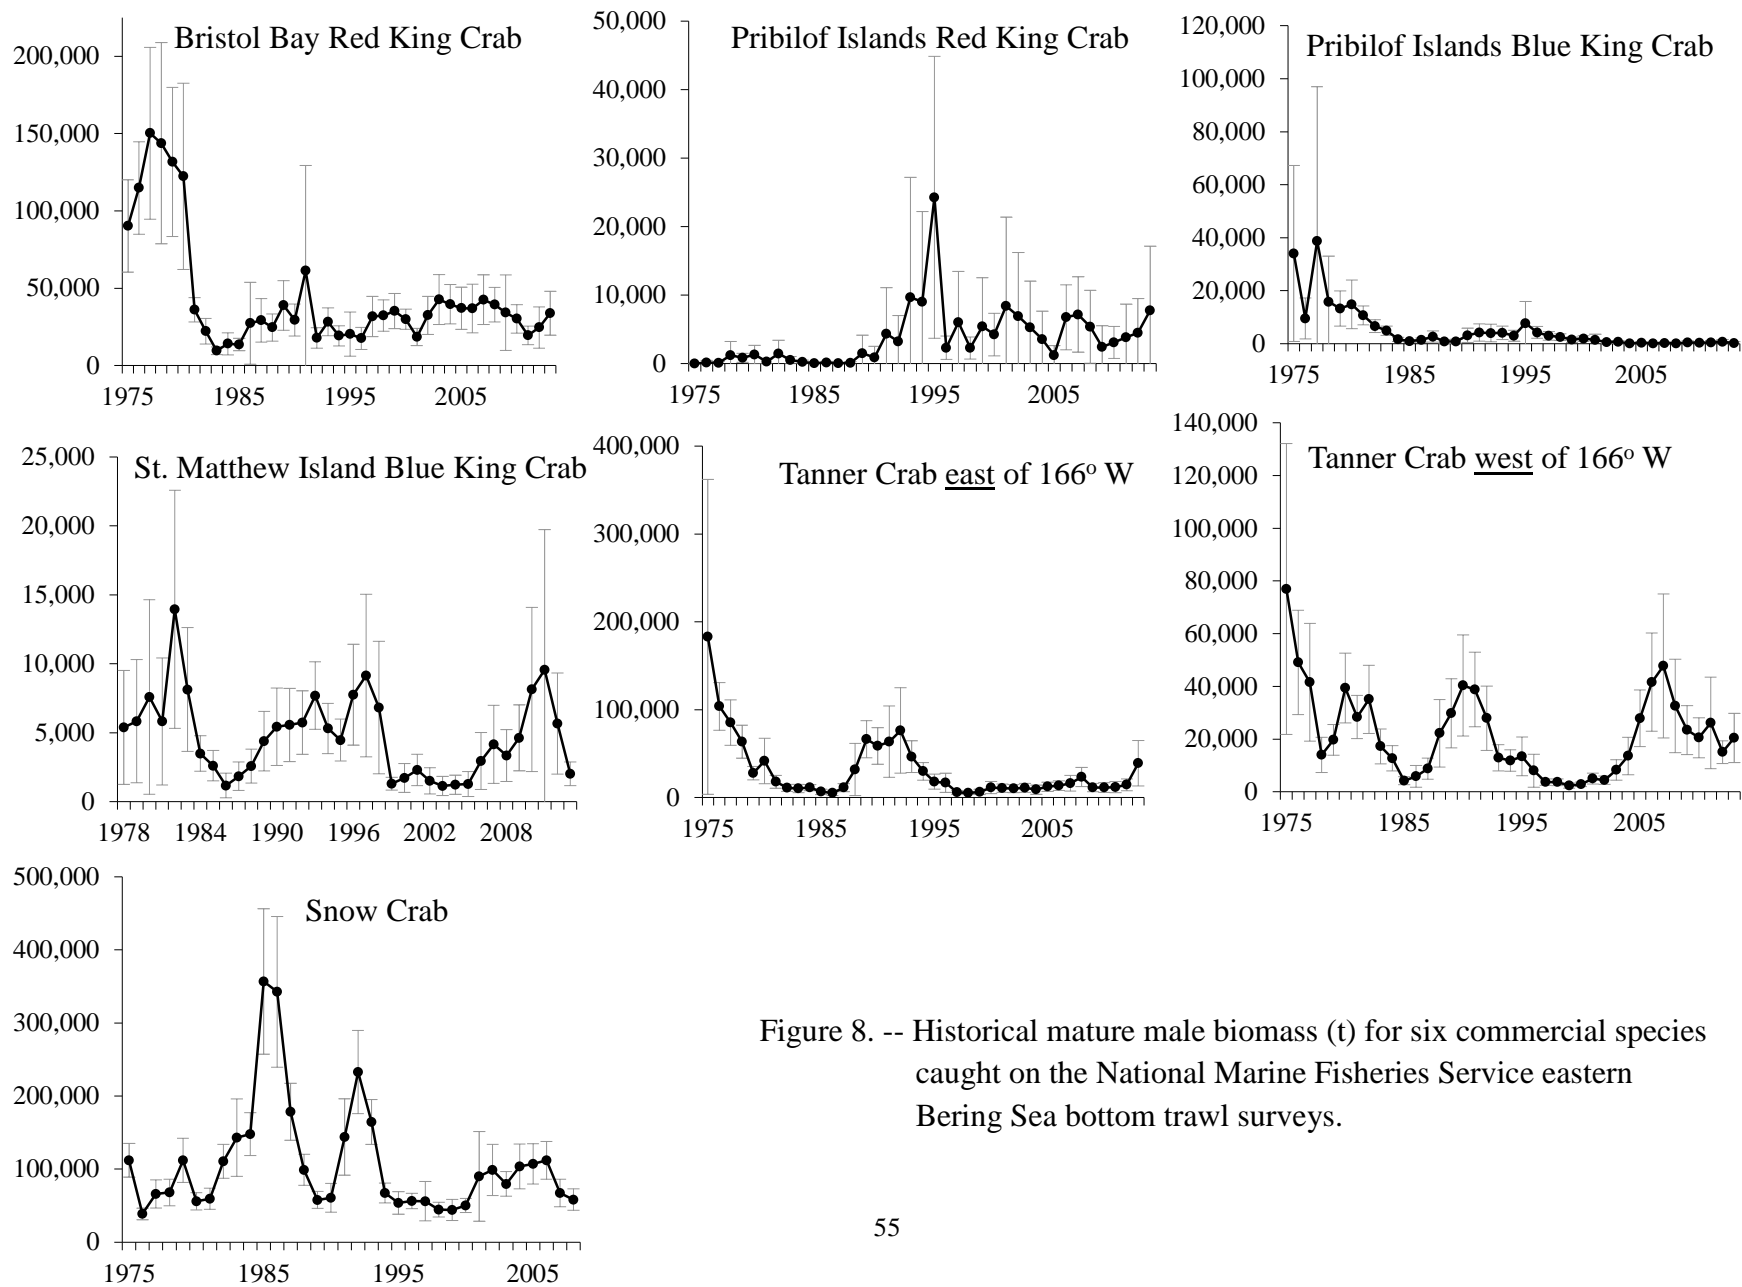 Bristol Bay Red King Crab
200,000
150,000
100,000
50,000
0
1975 1985 1995 2005
Pribilof Islands Red King Crab
50,000
40,000
30,000
20,000
10,000
0
1975 1985 1995 2005
Pribilof Islands Blue King Crab
120,000
100,000
80,000
60,000
40,000
20,000
0
1975 1985 1995 2005
St. Matthew Island Blue King Crab
25,000
20,000
15,000
10,000
5,000
0
1978 1984 1990 1996 2002 2008
Tanner Crab east of 166º W
400,000
300,000
200,000
100,000
0
1975 1985 1995 2005
Tanner Crab west of 166º W
140,000
120,000
100,000
80,000
60,000
40,000
20,000
0
1975 1985 1995 2005
Snow Crab
500,000
400,000
300,000
200,000
100,000
0
1975 1985 1995 2005
Figure 8. -- Historical mature male biomass (t) for six commercial species
caught on the National Marine Fisheries Service eastern
Bering Sea bottom trawl surveys.
55